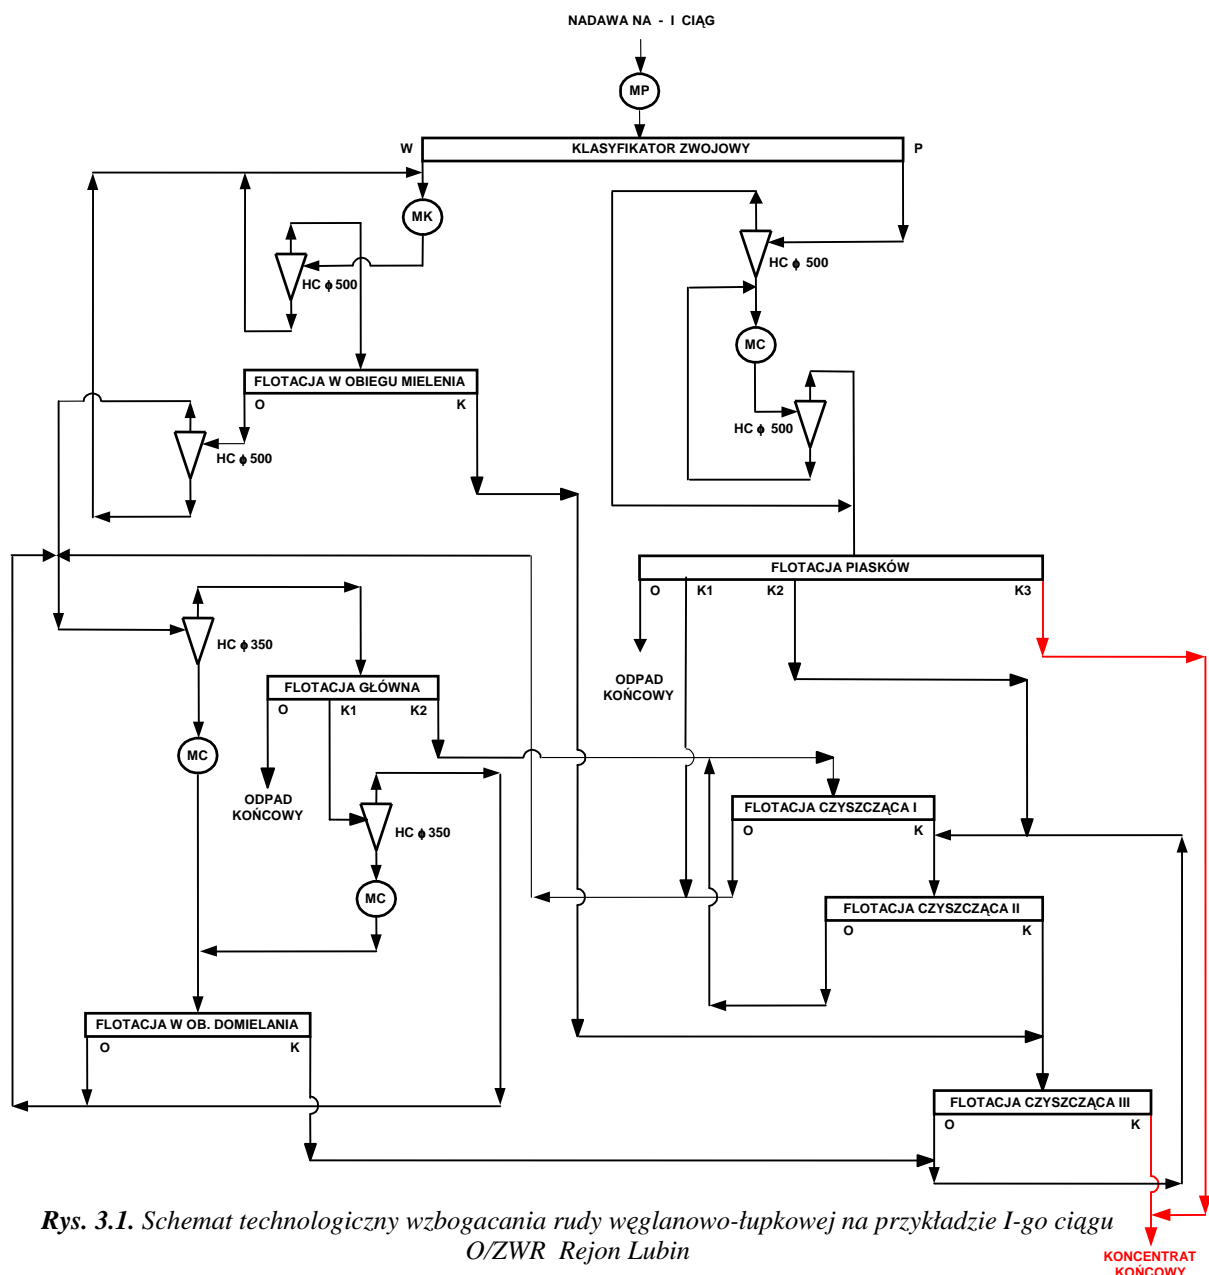 NADAWA NA - I CIĄG
MP
W KLASYFIKATOR ZWOJOWY P
MK
HC ϕ 500
HC ϕ 500
MC
FLOTACJA W OBIEGU MIELENIA
O K
HC ϕ 500
HC ϕ 500
FLOTACJA PIASKÓW
O K1 K2 K3
HC ϕ 350
ODPAD
KOŃCOWY
FLOTACJA GŁÓWNA
O K1 K2
MC
ODPAD
KOŃCOWY
FLOTACJA CZYSZCZĄCA I
O K
HC ϕ 350
MC
FLOTACJA CZYSZCZĄCA II
O K
FLOTACJA W OB. DOMIELANIA
O K
FLOTACJA CZYSZCZĄCA III
O K
Rys. 3.1. Schemat technologiczny wzbogacania rudy węglanowo-łupkowej na przykładzie I-go ciągu
O/ZWR Rejon Lubin
KONCENTRAT
KOŃCOWY